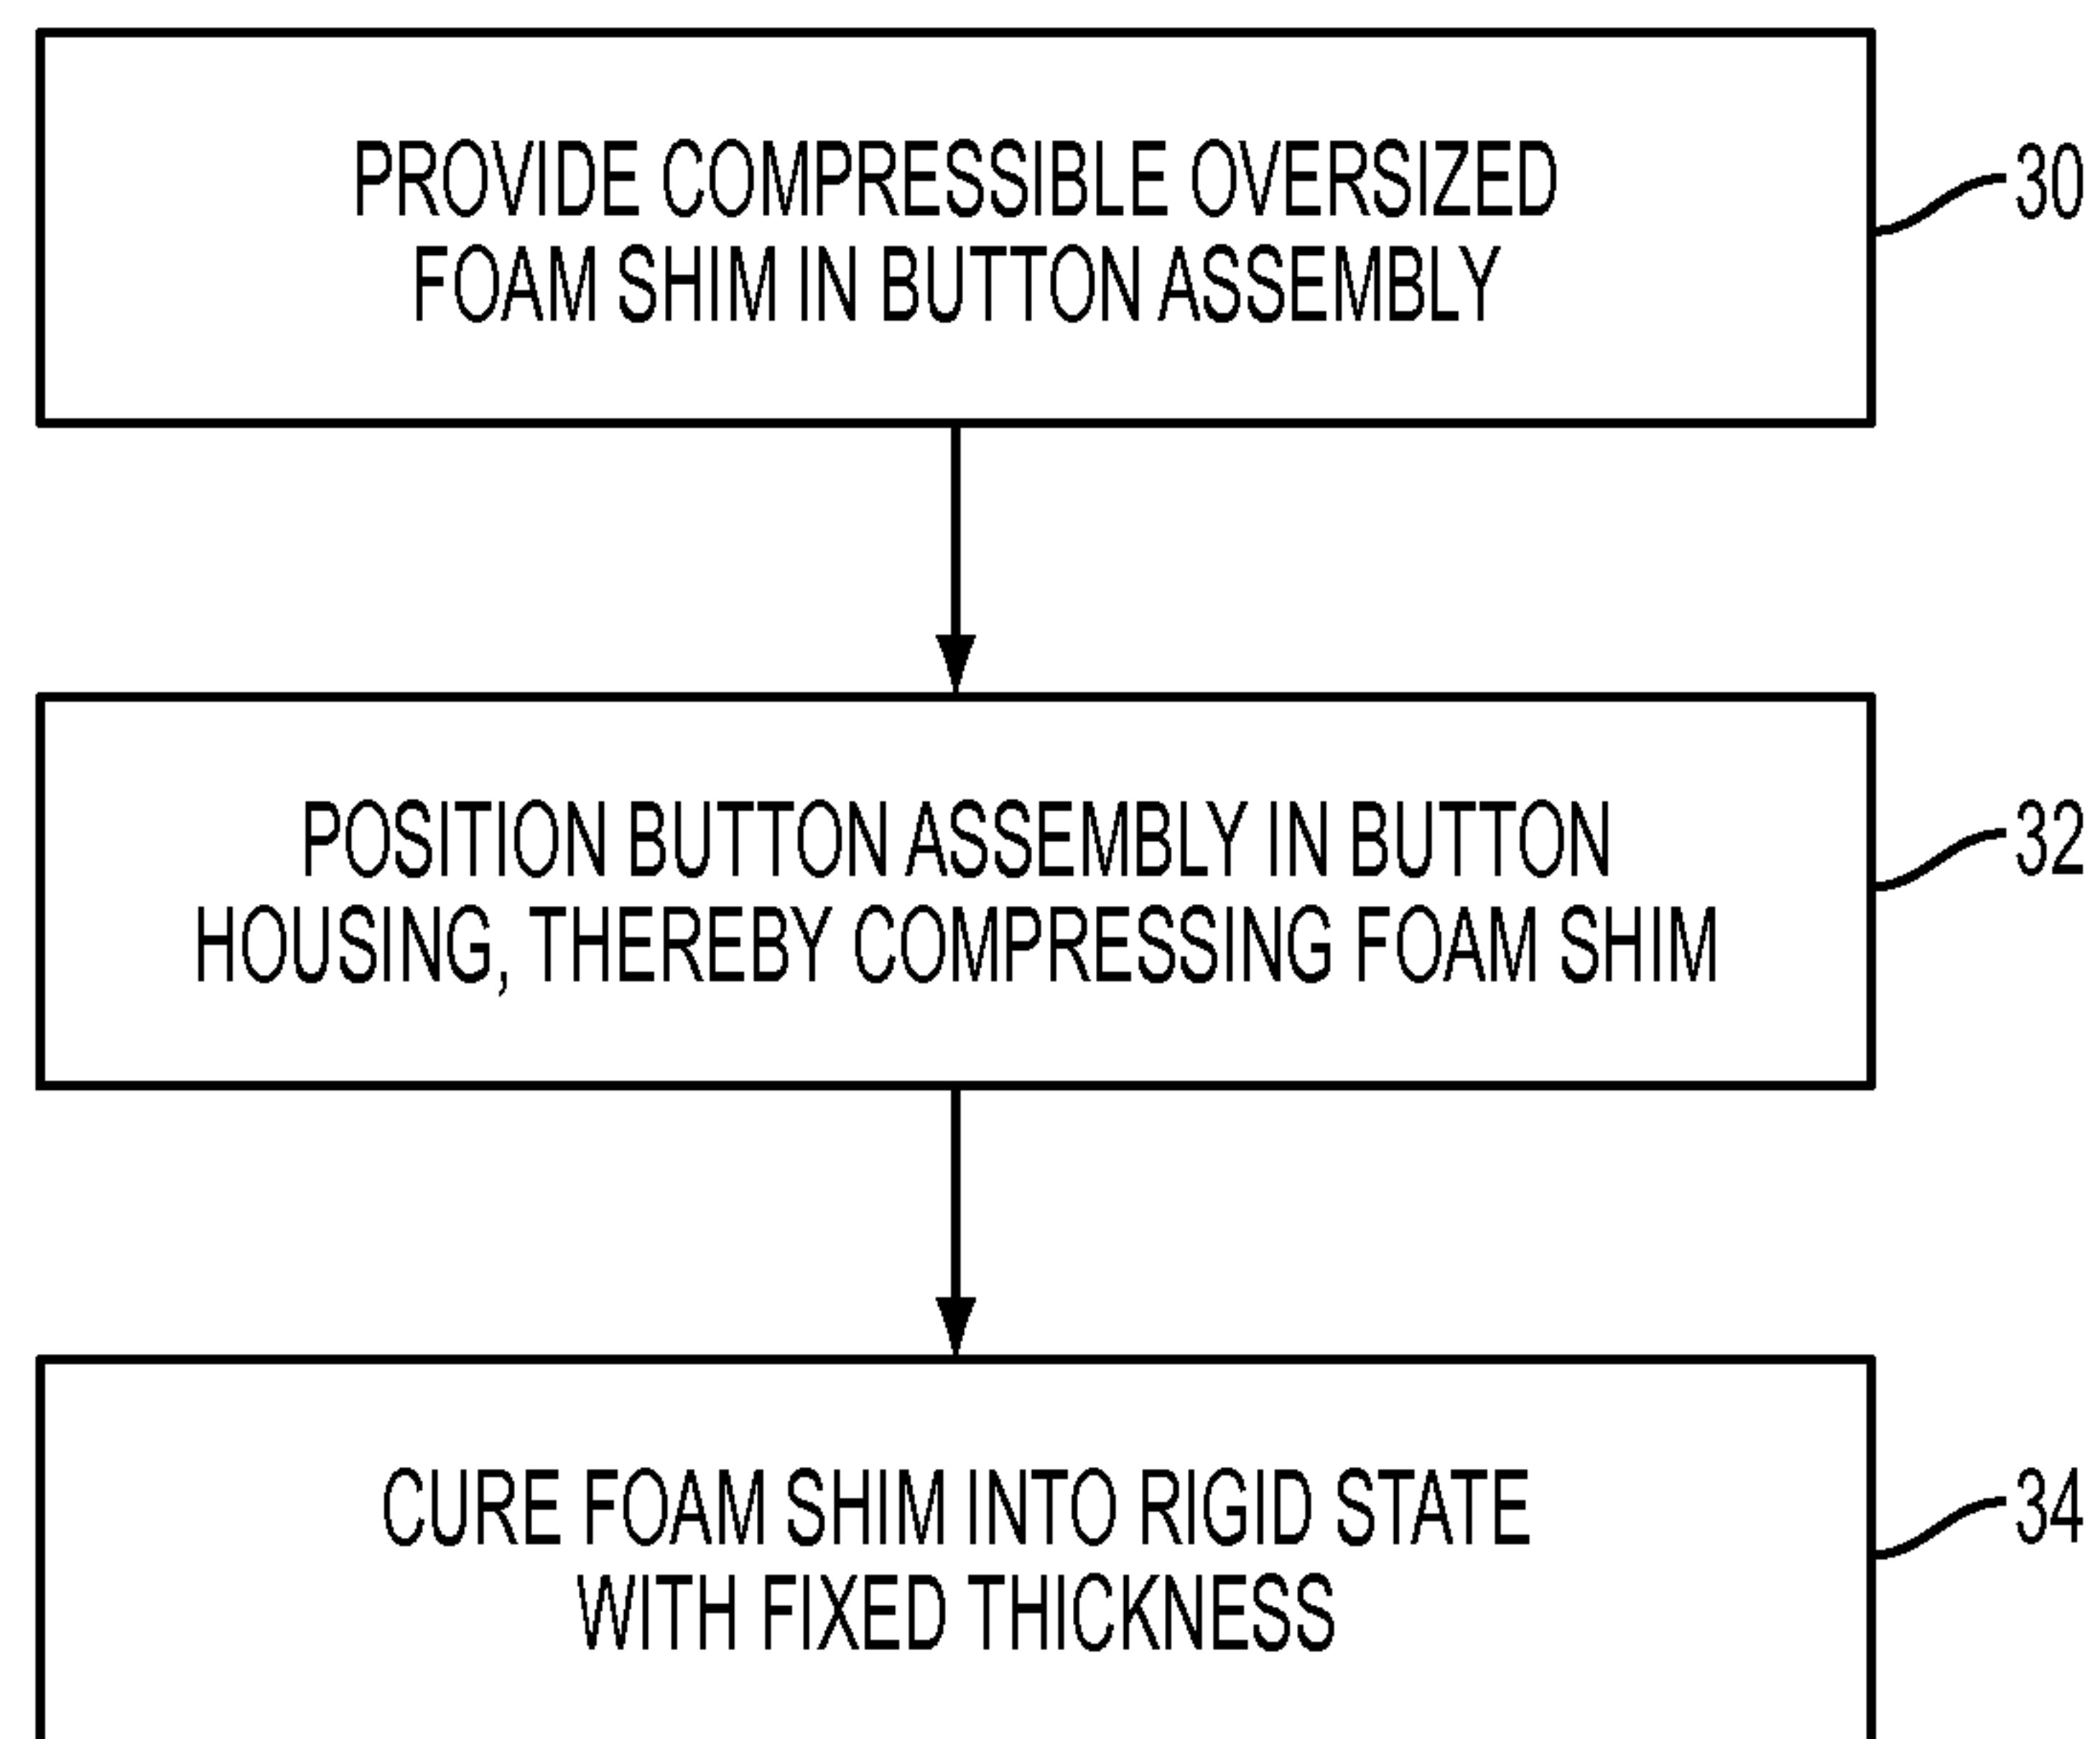 PROVIDE COMPRESSIBLE OVERSIZED
FOAM SHIM IN BUTTON ASSEMBLY
30
POSITION BUTTON ASSEMBLY IN BUTTON
HOUSING, THEREBY COMPRESSING FOAM SHIM
32
CURE FOAM SHIM INTO RIGID STATE
WITH FIXED THICKNESS
34